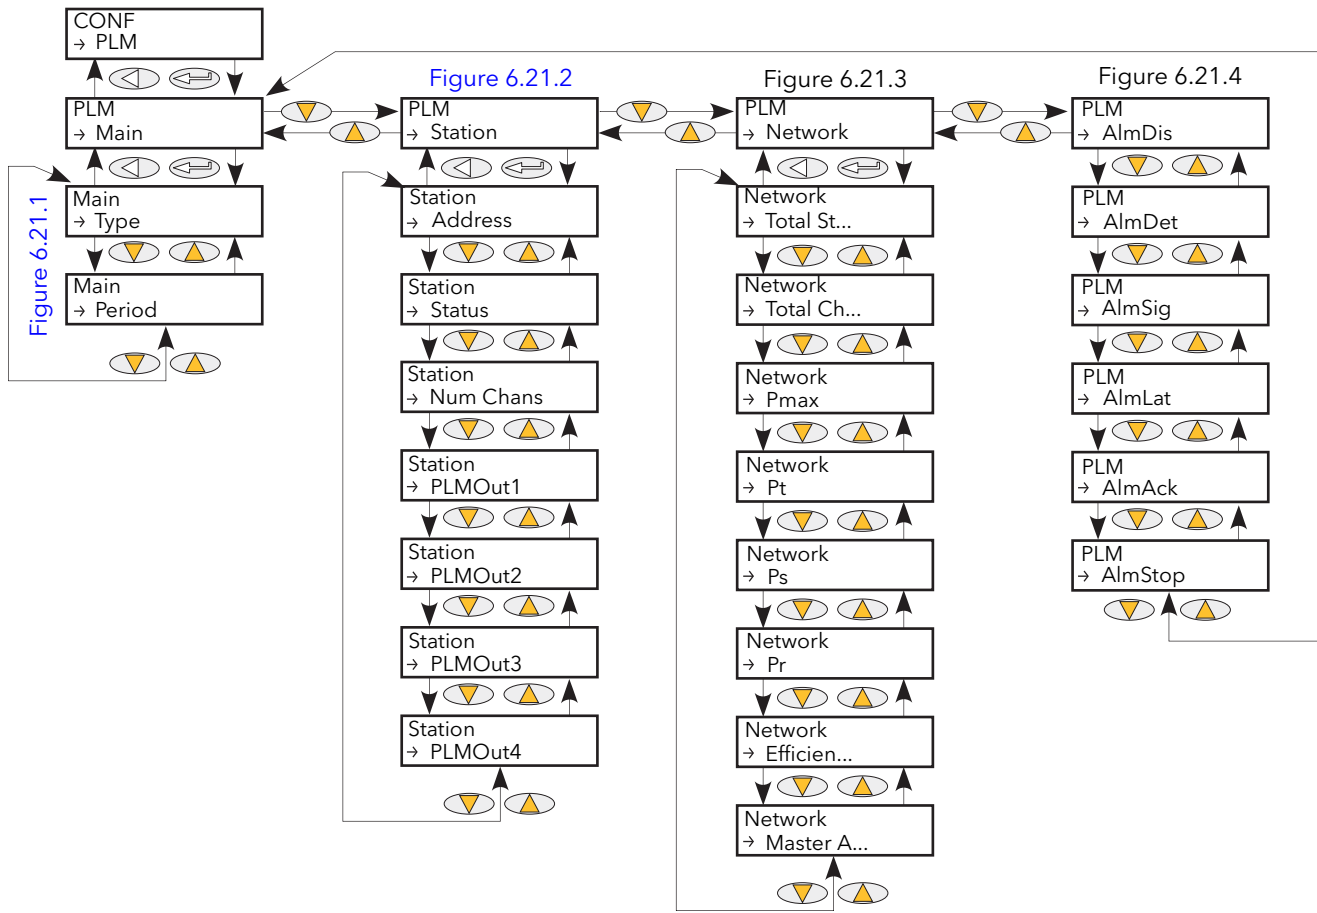 CONF
→ PLM
Figure 6.21.1
PLM
→ Main
Main
→ Type
Main
→ Period
Figure 6.21.2
PLM
→ Station
Station
→ Address
Station
→ Status
Station
→ Num Chans
Station
→ PLMOut1
Station
→ PLMOut2
Station
→ PLMOut3
Station
→ PLMOut4
Figure 6.21.3
PLM
→ Network
Network
→ Total St...
Network
→ Total Ch...
Network
→ Pmax
Network
→ Pt
Network
→ Ps
Network
→ Pr
Network
→ Efficien...
Network
→ Master A...
Figure 6.21.4
PLM
→ AlmDis
PLM
→ AlmDet
PLM
→ AlmSig
PLM
→ AlmLat
PLM
→ AlmAck
PLM
→ AlmStop